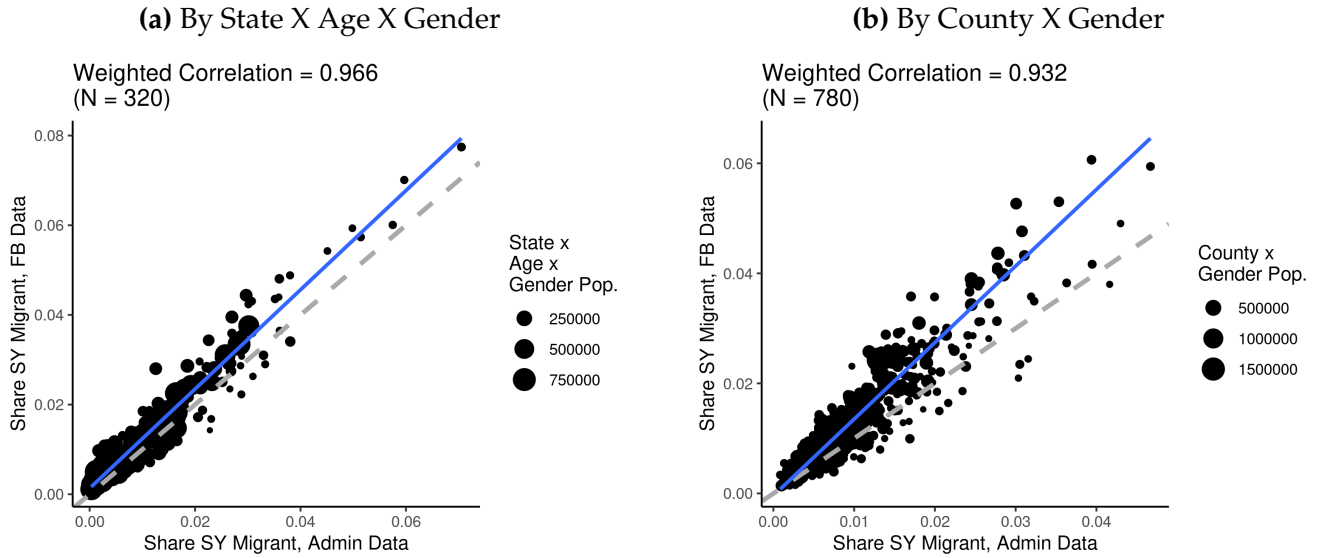 (a) By State X Age X Gender
Weighted Correlation = 0.966
(N = 320)
0.08
0.06
0.04
0.02
0.00
Share SY Migrant, FB Data
0.00
0.02
0.04
0.06
Share SY Migrant, Admin Data
State x
Age x
Gender Pop.
250000
500000
750000
(b) By County X Gender
Weighted Correlation = 0.932
(N = 780)
0.06
0.04
0.02
0.00
Share SY Migrant, FB Data
0.00
0.01
0.02
0.03
0.04
Share SY Migrant, Admin Data
County x
Gender Pop.
500000
1000000
1500000